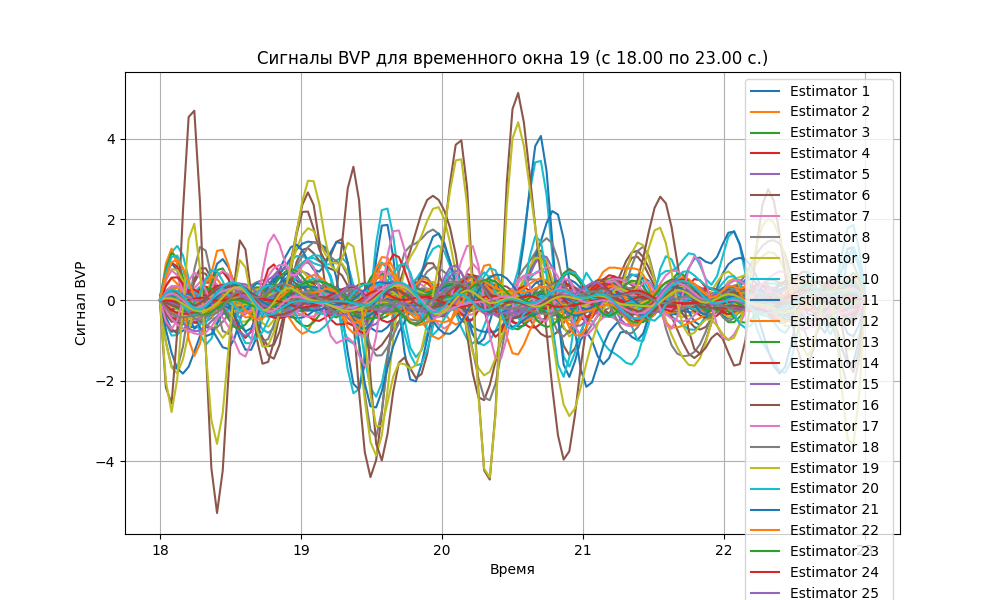 Сигналы BVP для временного окна 19 (с 18.00 по 23.00 с.)
Сигнал BVP
4
2
0
−2
−4
18
19
20
21
22
23
Время
Estimator 1
Estimator 2
Estimator 3
Estimator 4
Estimator 5
Estimator 6
Estimator 7
Estimator 8
Estimator 9
Estimator 10
Estimator 11
Estimator 12
Estimator 13
Estimator 14
Estimator 15
Estimator 16
Estimator 17
Estimator 18
Estimator 19
Estimator 20
Estimator 21
Estimator 22
Estimator 23
Estimator 24
Estimator 25